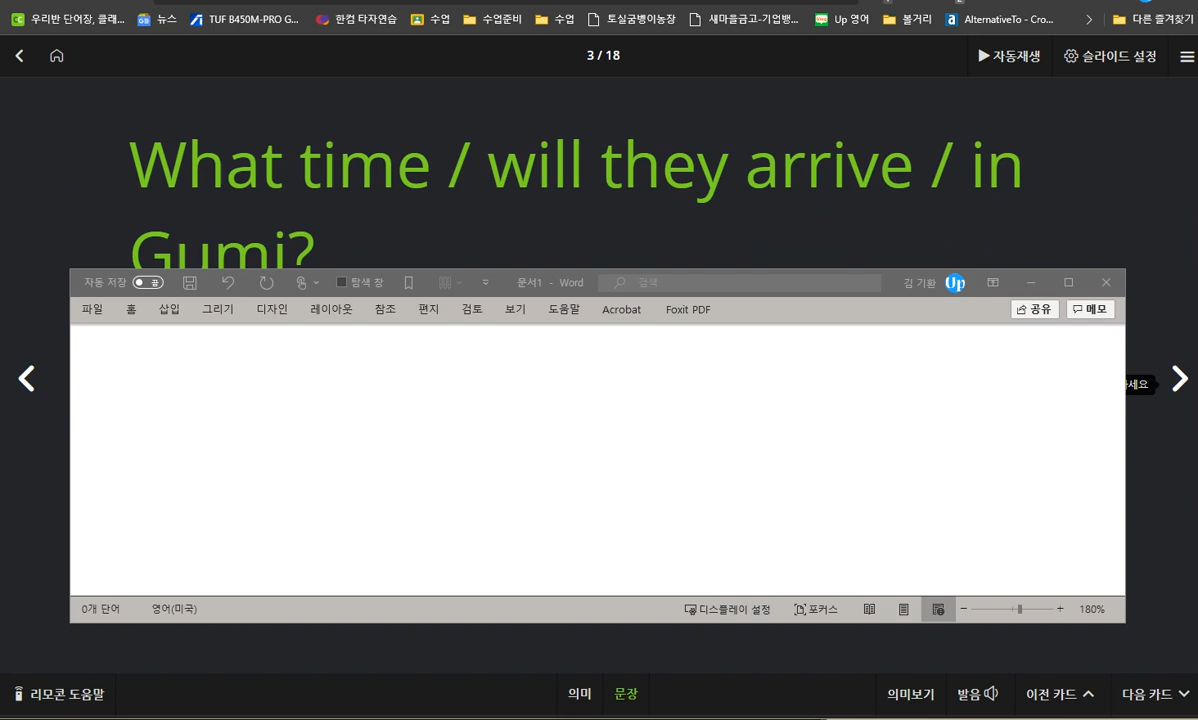 우리반 단어장, 클래... 뉴스 TUF B450M-PRO G... 한컴 타자연습 수업 수업준비 수업 토실굼벵이농장 새마을금고-기업뱅... Up 영어 볼거리 AlternativeTo - Cro... 다른 즐겨찾기
3 / 18 자동재생 슬라이드 설정
What time / will they arrive / in
Gumi?
자동 저장 끔 탐색 창 문서1 - Word 검색 김 기환 Up
파일 홈 삽입 그리기 디자인 레이아웃 참조 편지 검토 보기 도움말 Acrobat Foxit PDF 공유 메모
세요
0개 단어 영어(미국) 디스플레이 설정 포커스 180%
리모콘 도움말 의미 문장 의미보기 발음 이전 카드 다음 카드